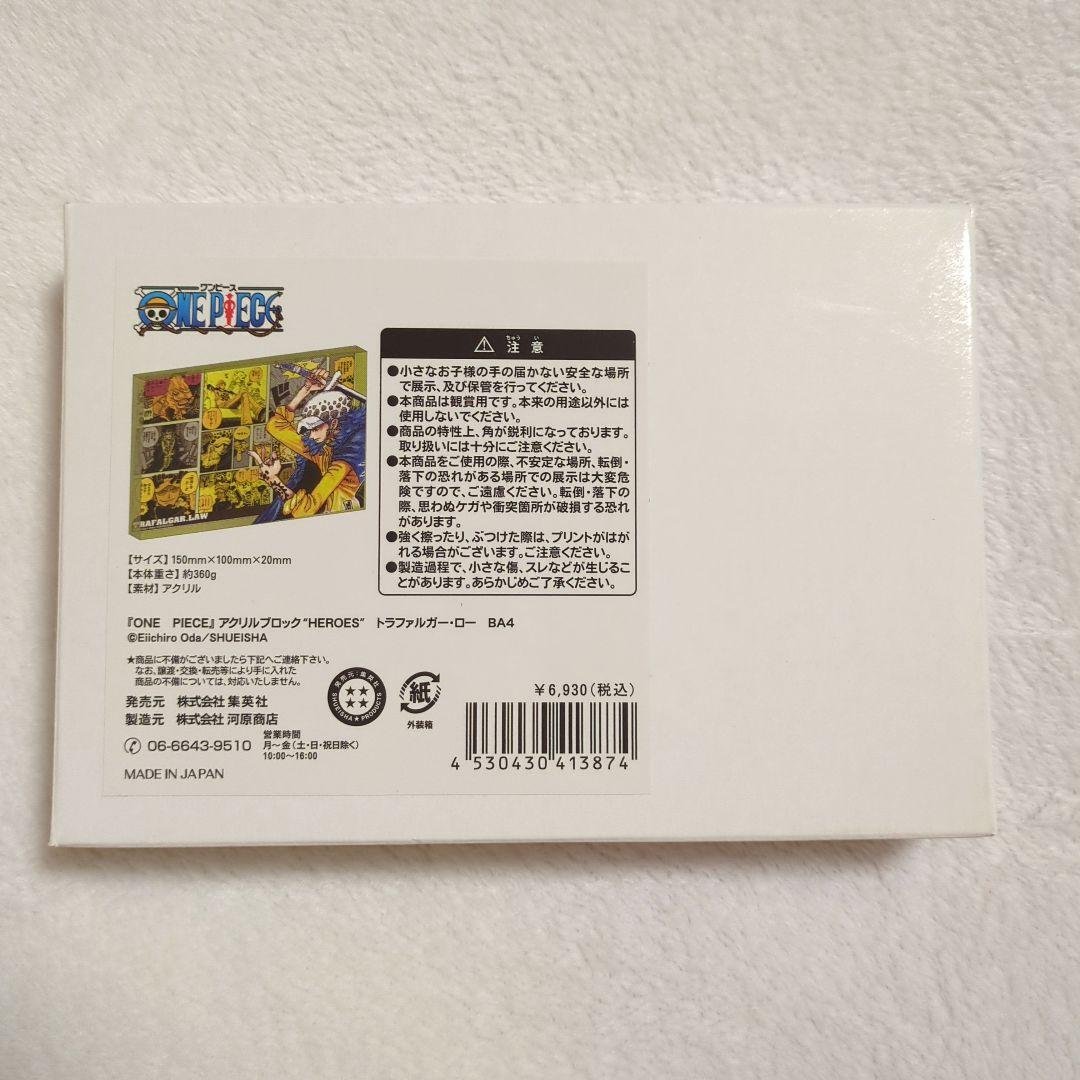 ワンピース
ONE PIECE
TRAFALGAR.LAW
【サイズ】150mm×100mm×20mm
【本体重さ】約360g
【素材】アクリル
ちゅう い
⚠ 注 意
●小さなお子様の手の届かない安全な場所
で展示、及び保管を行ってください。
●本商品は観賞用です。本来の用途以外には
使用しないでください。
●商品の特性上、角が鋭利になっております。
取り扱いには十分にご注意ください。
●本商品をご使用の際、不安定な場所、転倒・
落下の恐れがある場所での展示は大変危
険ですので、ご遠慮ください。転倒・落下の
際、思わぬケガや衝突箇所が破損する恐れ
があります。
●強く擦ったり、ぶつけた際は、プリントがはが
れる場合がございます。ご注意ください。
●製造過程で、小さな傷、スレなどが生じるこ
とがあります。あらかじめご了承ください。
『ONE PIECE』アクリルブロック“HEROES” トラファルガー・ロー BA4
©Eiichiro Oda/SHUEISHA
★商品に不備がございましたら下記へご連絡下さい。
なお、譲渡・交換・転売等により手に入れた
商品の不備については、対応いたしません。
発売元 株式会社 集英社
製造元 株式会社 河原商店
06-6643-9510
営業時間
月～金(土・日・祝日除く)
10:00～16:00
MADE IN JAPAN
発売元:集英社
SHUEISHA★PRODUCTS
紙
外装箱
¥6,930(税込)
4 530430 413874